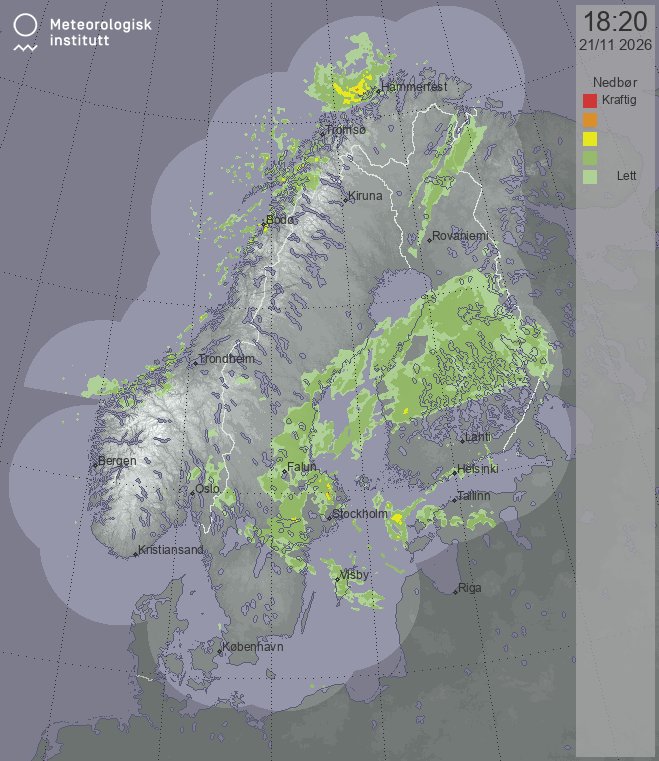 Meteorologisk
institutt
18:20
21/11 2026
Nedbør
Kraftig
Lett
Hammerfest
Tromsø
Kiruna
Bodø
Rovaniemi
Trondheim
Lahti
Bergen
Falun
Helsinki
Oslo
Tallinn
Stockholm
Kristiansand
Visby
Riga
København